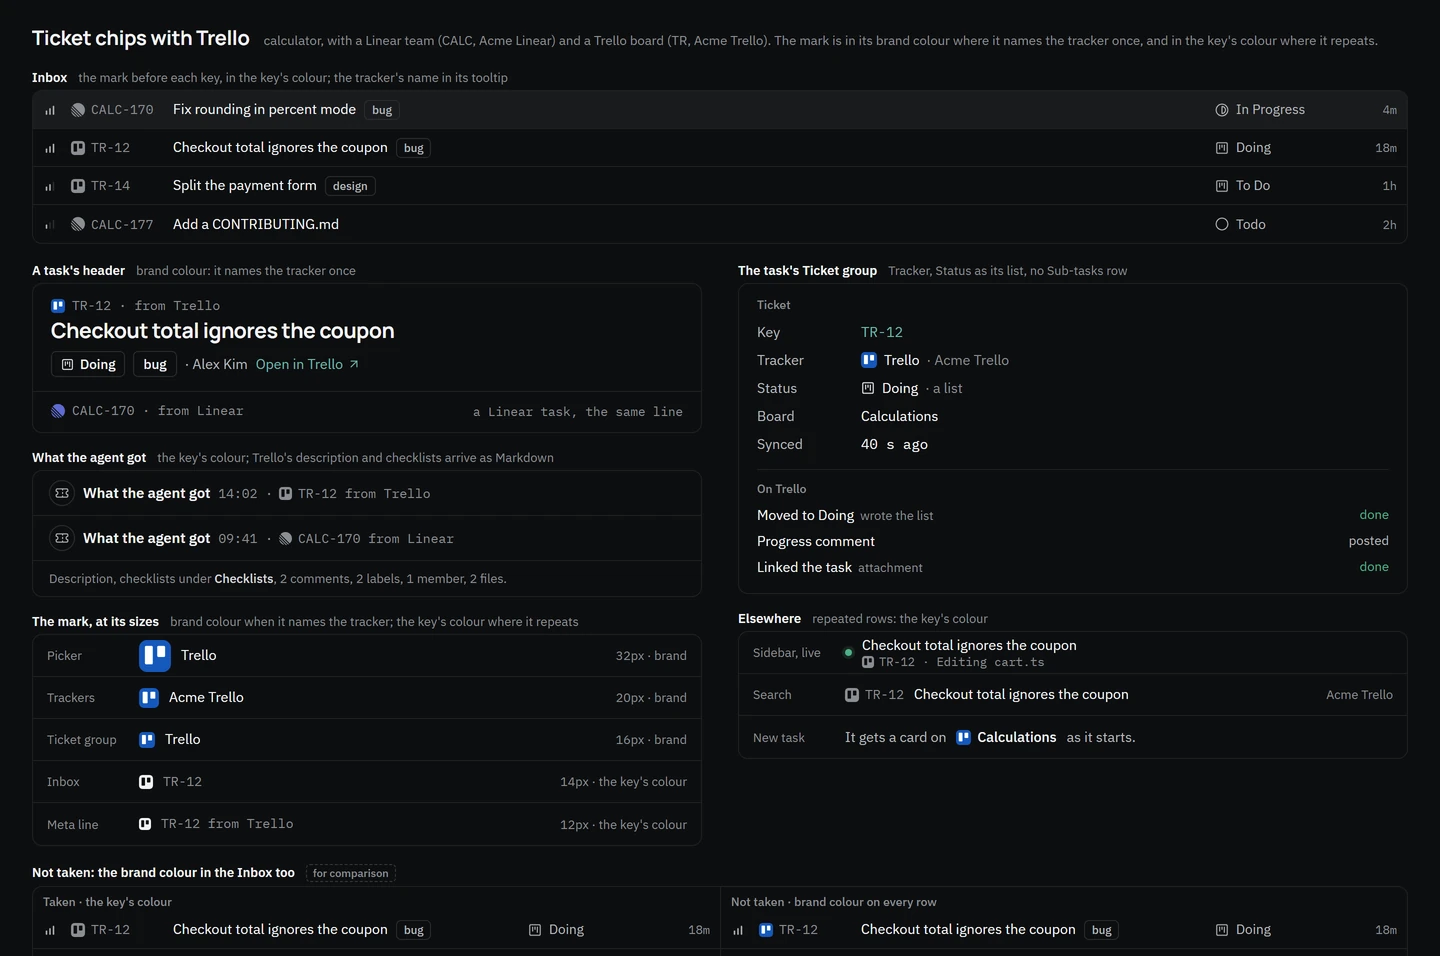 Ticket chips with Trello calculator, with a Linear team (CALC, Acme Linear) and a Trello board (TR, Acme Trello). The mark is in its brand colour where it names the tracker once, and in the key's colour where it repeats.
Inbox the mark before each key, in the key's colour; the tracker's name in its tooltip
CALC-170 Fix rounding in percent mode bug In Progress 4m
TR-12 Checkout total ignores the coupon bug Doing 18m
TR-14 Split the payment form design To Do 1h
CALC-177 Add a CONTRIBUTING.md Todo 2h
A task's header brand colour: it names the tracker once
TR-12 · from Trello
Checkout total ignores the coupon
Doing bug · Alex Kim Open in Trello ↗
CALC-170 · from Linear a Linear task, the same line
What the agent got the key's colour; Trello's description and checklists arrive as Markdown
What the agent got 14:02 · TR-12 from Trello
What the agent got 09:41 · CALC-170 from Linear
Description, checklists under Checklists, 2 comments, 2 labels, 1 member, 2 files.
The mark, at its sizes brand colour when it names the tracker; the key's colour where it repeats
Picker Trello 32px · brand
Trackers Acme Trello 20px · brand
Ticket group Trello 16px · brand
Inbox TR-12 14px · the key's colour
Meta line TR-12 from Trello 12px · the key's colour
The task's Ticket group Tracker, Status as its list, no Sub-tasks row
Ticket
Key TR-12
Tracker Trello · Acme Trello
Status Doing · a list
Board Calculations
Synced 40 s ago
On Trello
Moved to Doing wrote the list done
Progress comment posted
Linked the task attachment done
Elsewhere repeated rows: the key's colour
Sidebar, live Checkout total ignores the coupon
TR-12 · Editing cart.ts
Search TR-12 Checkout total ignores the coupon Acme Trello
New task It gets a card on Calculations as it starts.
Not taken: the brand colour in the Inbox too for comparison
Taken · the key's colour
TR-12 Checkout total ignores the coupon bug Doing 18m
Not taken · brand colour on every row
TR-12 Checkout total ignores the coupon bug Doing 18m